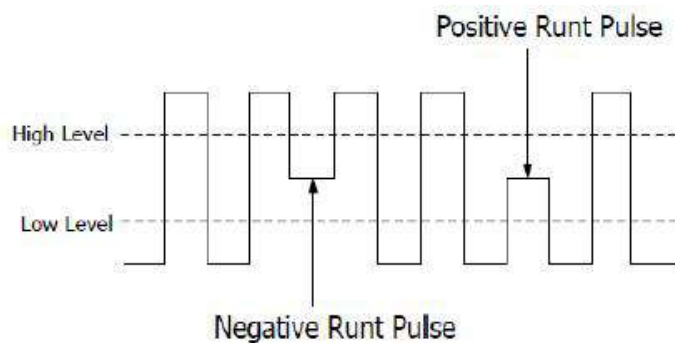 Positive Runt Pulse
High Level
Low Level
Negative Runt Pulse